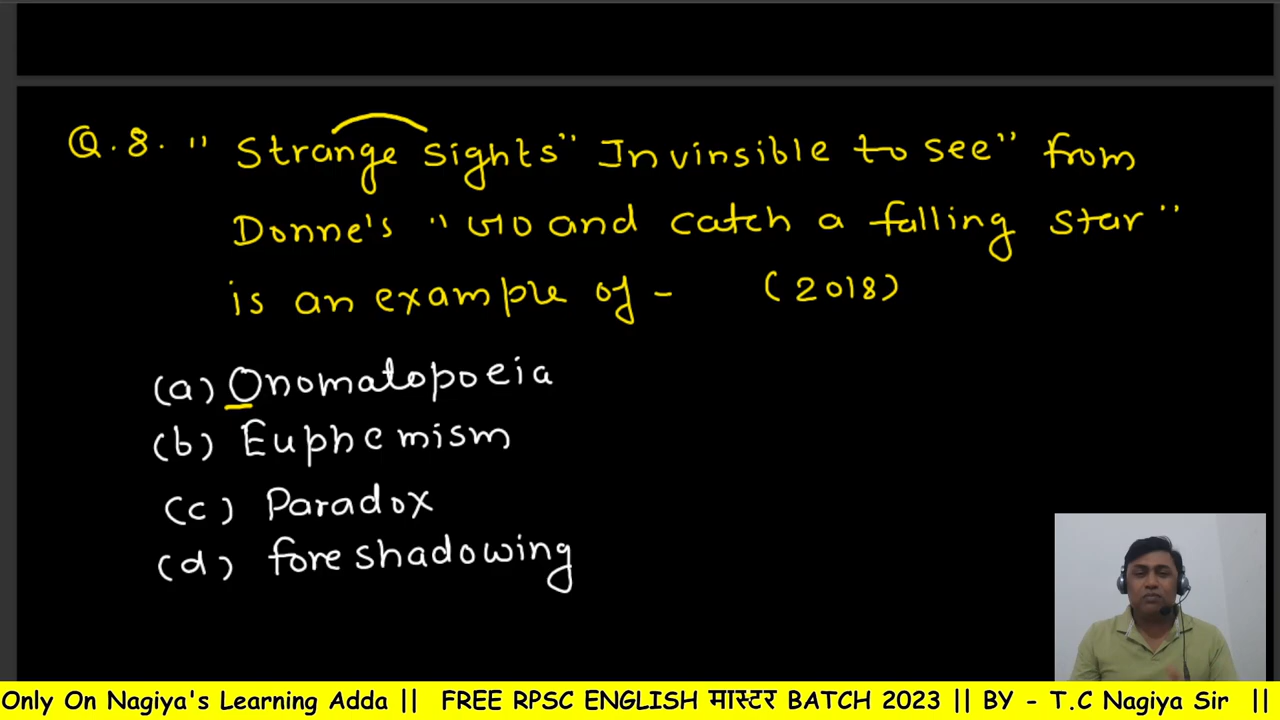 Q.8. "Strange sights" Invinsible to see" from
Donne's "Go and catch a falling star"
is an example of - (2018)
(a) Onomatopoeia
(b) Euphemism
(c) Paradox
(d) foreshadowing
Only On Nagiya's Learning Adda || FREE RPSC ENGLISH मास्टर BATCH 2023 || BY - T.C Nagiya Sir ||